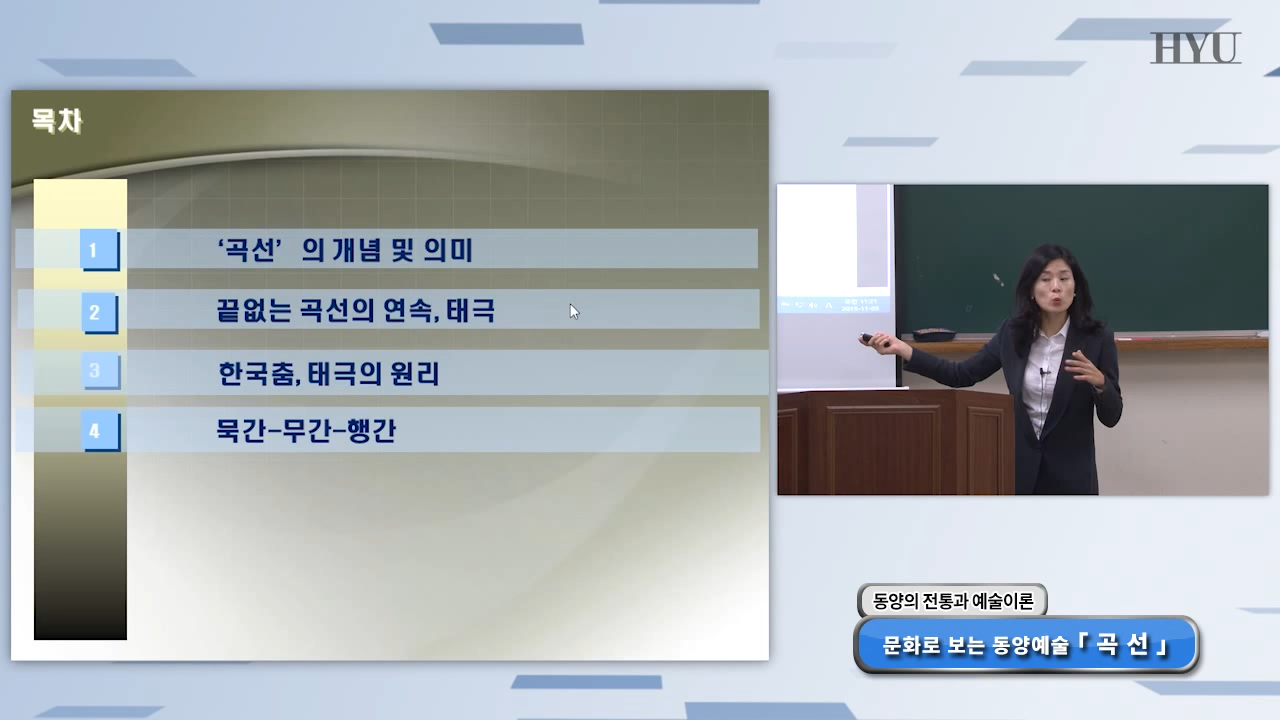 HYU
목차
1 ‘곡선’ 의 개념 및 의미
2 끝없는 곡선의 연속, 태극
3 한국춤, 태극의 원리
4 묵간-무간-행간
동양의 전통과 예술이론
문화로 보는 동양예술 「 곡 선 」